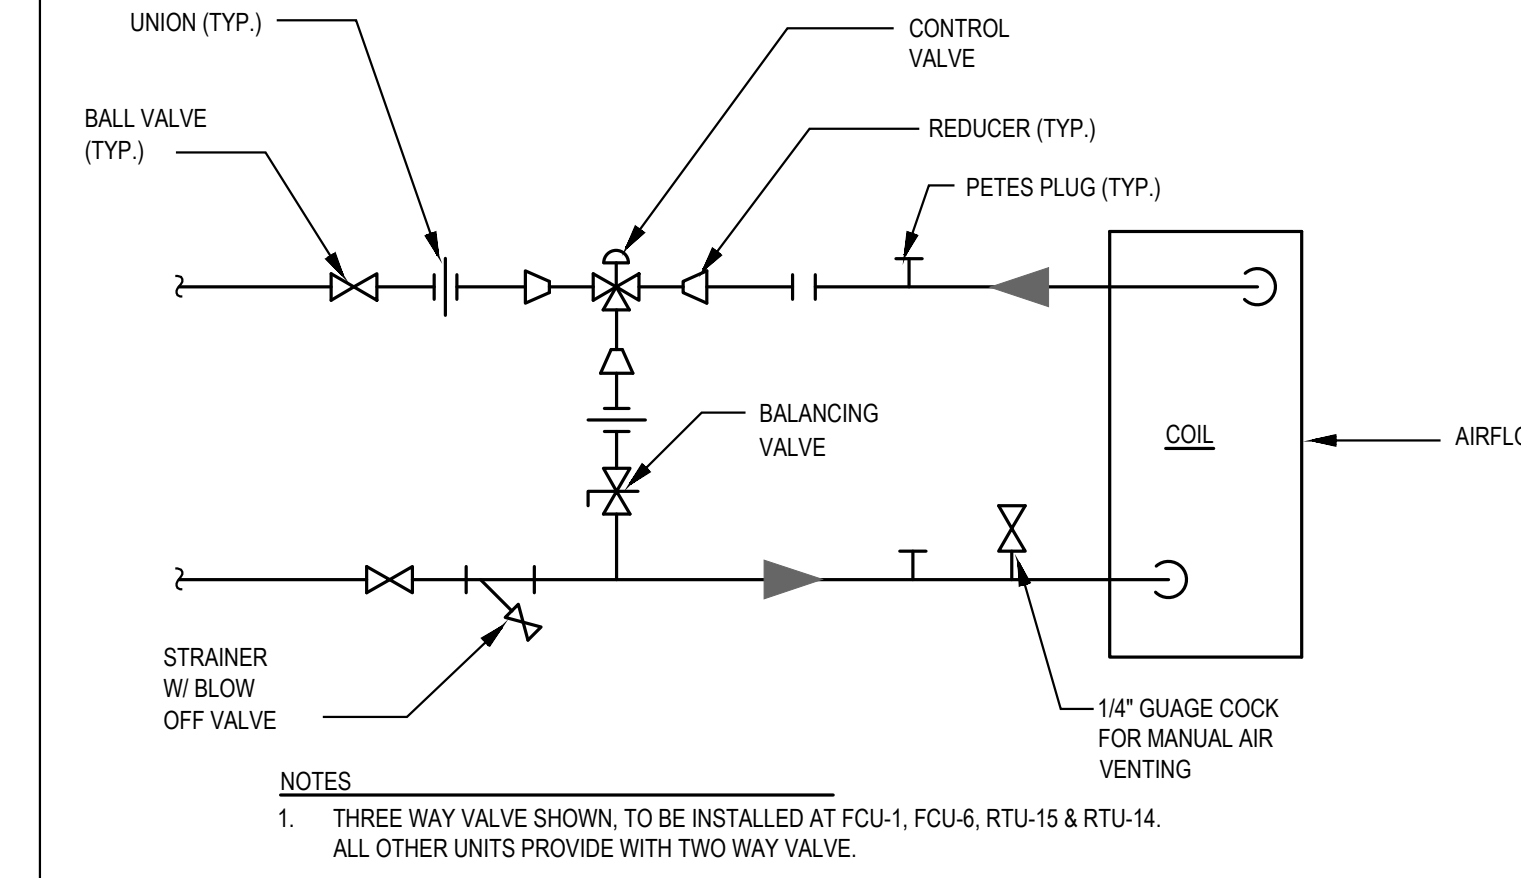 UNION (TYP.)
CONTROL
VALVE
BALL VALVE
(TYP.)
REDUCER (TYP.)
PETES PLUG (TYP.)
BALANCING
VALVE
COIL
AIRFLO
STRAINER
W/ BLOW
OFF VALVE
1/4" GUAGE COCK
FOR MANUAL AIR
VENTING
NOTES
1. THREE WAY VALVE SHOWN, TO BE INSTALLED AT FCU-1, FCU-6, RTU-15 & RTU-14.
ALL OTHER UNITS PROVIDE WITH TWO WAY VALVE.